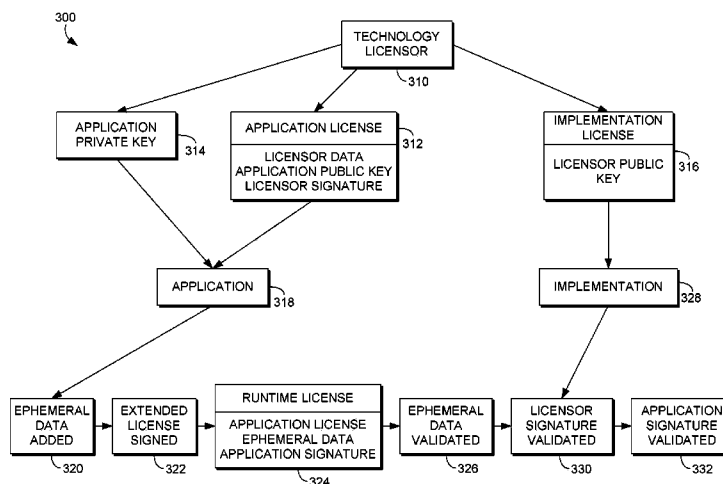 300
TECHNOLOGY
LICENSOR
310
APPLICATION
PRIVATE KEY
314
APPLICATION LICENSE
312
LICENSOR DATA
APPLICATION PUBLIC KEY
LICENSOR SIGNATURE
IMPLEMENTATION
LICENSE
316
LICENSOR PUBLIC
KEY
APPLICATION
318
IMPLEMENTATION
328
EPHEMERAL
DATA
ADDED
320
EXTENDED
LICENSE
SIGNED
322
RUNTIME LICENSE
APPLICATION LICENSE
EPHEMERAL DATA
APPLICATION SIGNATURE
324
EPHEMERAL
DATA
VALIDATED
326
LICENSOR
SIGNATURE
VALIDATED
330
APPLICATION
SIGNATURE
VALIDATED
332